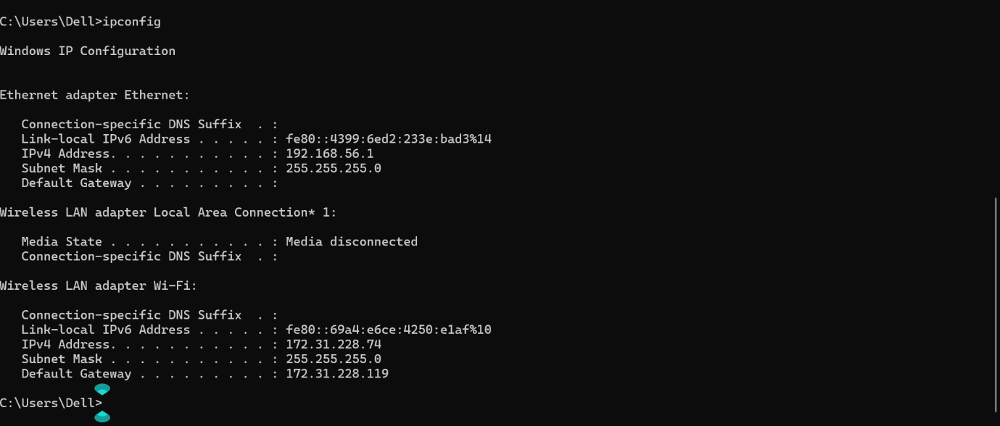 C:\Users\Dell>ipconfig
Windows IP Configuration
Ethernet adapter Ethernet:
Connection-specific DNS Suffix  . :
Link-local IPv6 Address . . . . . : fe80::4399:6ed2:233e:bad3%14
IPv4 Address. . . . . . . . . . . : 192.168.56.1
Subnet Mask . . . . . . . . . . . : 255.255.255.0
Default Gateway . . . . . . . . . :
Wireless LAN adapter Local Area Connection* 1:
Media State . . . . . . . . . . . : Media disconnected
Connection-specific DNS Suffix  . :
Wireless LAN adapter Wi-Fi:
Connection-specific DNS Suffix  . :
Link-local IPv6 Address . . . . . : fe80::69a4:e6ce:4250:e1af%10
IPv4 Address. . . . . . . . . . . : 172.31.228.74
Subnet Mask . . . . . . . . . . . : 255.255.255.0
Default Gateway . . . . . . . . . : 172.31.228.119
C:\Users\Dell>